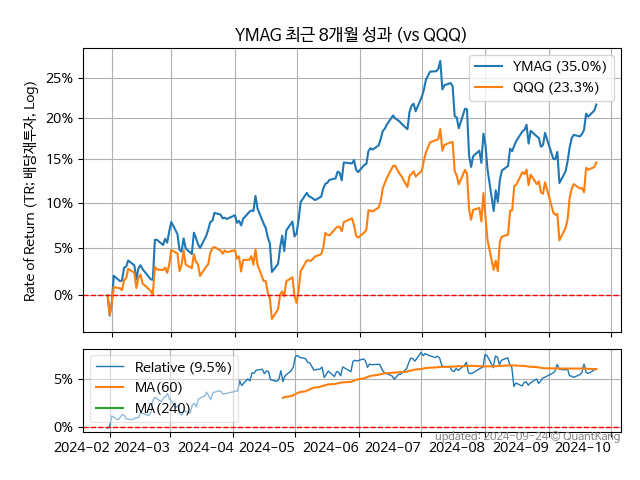 YMAG 최근 8개월 성과 (vs QQQ)
Rate of Return (TR: 배당재투자, Log)
25%
20%
15%
10%
5%
0%
YMAG (35.0%)
QQQ (23.3%)
5%
0%
Relative (9.5%)
MA(60)
MA(240)
2024-02 2024-03 2024-04 2024-05 2024-06 2024-07 2024-08 2024-09 2024-10
updated: 2024-09-24 © QuantKang